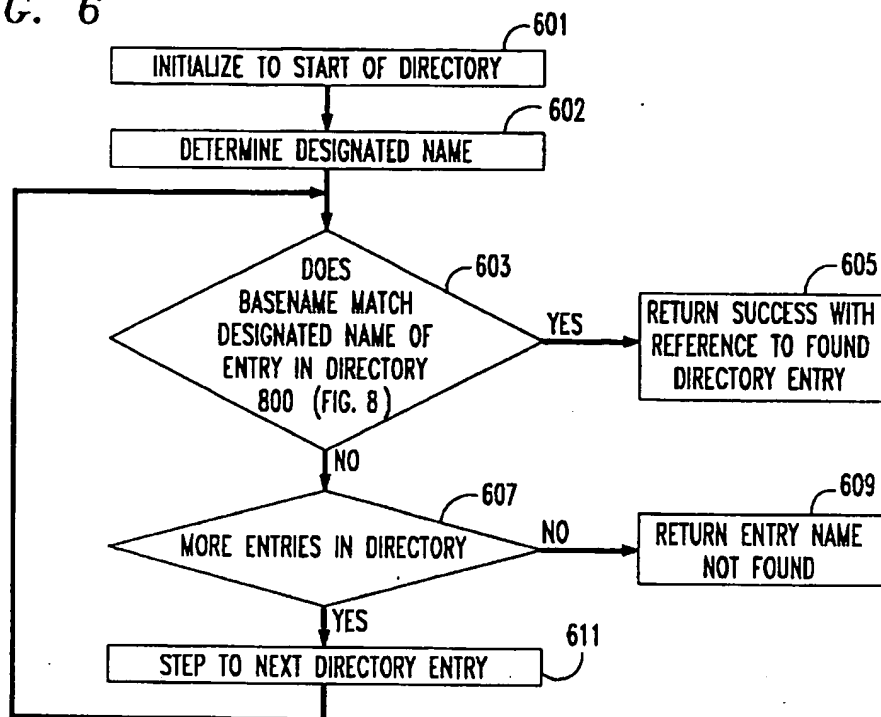 G. 6
601
INITIALIZE TO START OF DIRECTORY
602
DETERMINE DESIGNATED NAME
603
DOES
BASENAME MATCH
DESIGNATED NAME OF
ENTRY IN DIRECTORY
800 (FIG. 8)
YES
605
RETURN SUCCESS WITH
REFERENCE TO FOUND
DIRECTORY ENTRY
NO
607
MORE ENTRIES IN DIRECTORY
NO
609
RETURN ENTRY NAME
NOT FOUND
YES
611
STEP TO NEXT DIRECTORY ENTRY